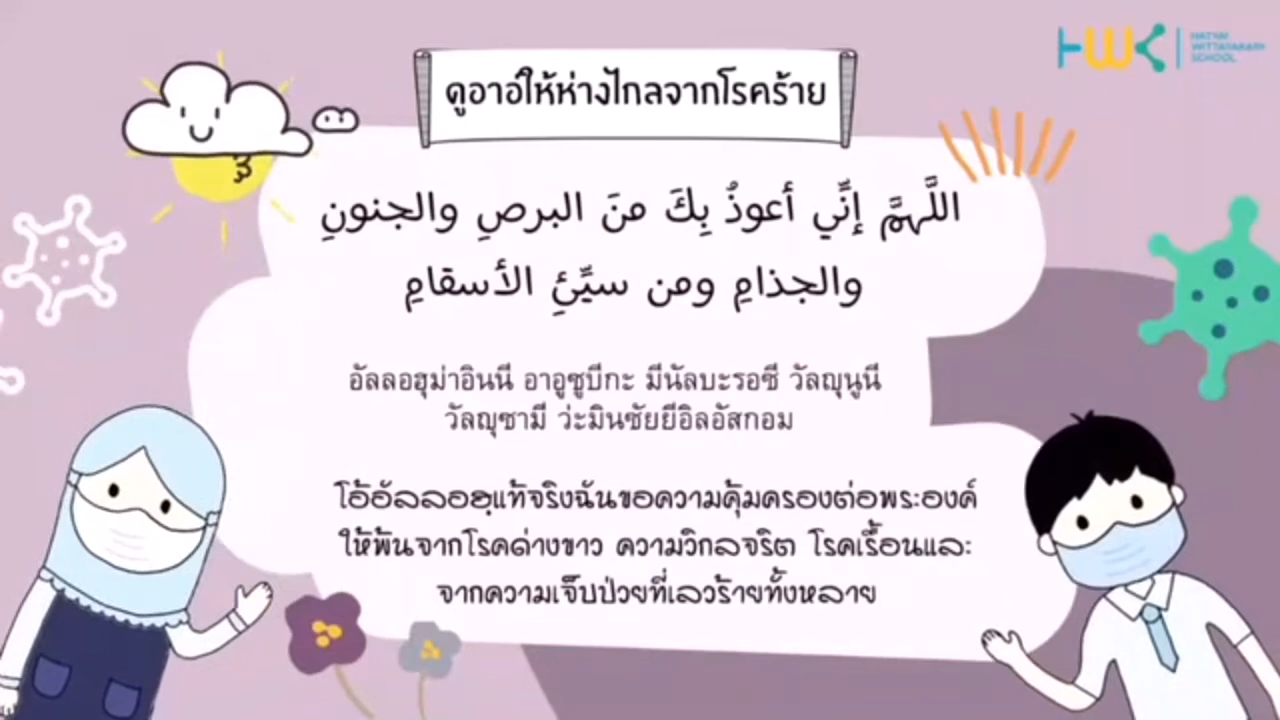 HWK
HATYAI
WITTAYAKARN
SCHOOL
ดูอาอ์ให้ห่างไกลจากโรคร้าย
اللَّهمَّ إنِّي أعوذُ بِكَ منَ البرصِ والجنونِ
والجذامِ ومن سيِّئِ الأسقامِ
อัลลอฮุม่าอินนี อาอูซูบีกะ มีนัลบะรอซี วัลญุนูนี
วัลญุซามี ว่ะมินซัยยีอิลอัสกอม
โอ้อัลลอฮฺแท้จริงฉันขอความคุ้มครองต่อพระองค์
ให้พ้นจากโรคด่างขาว ความวิกลจริต โรคเรื้อนและ
จากความเจ็บป่วยที่เลวร้ายทั้งหลาย